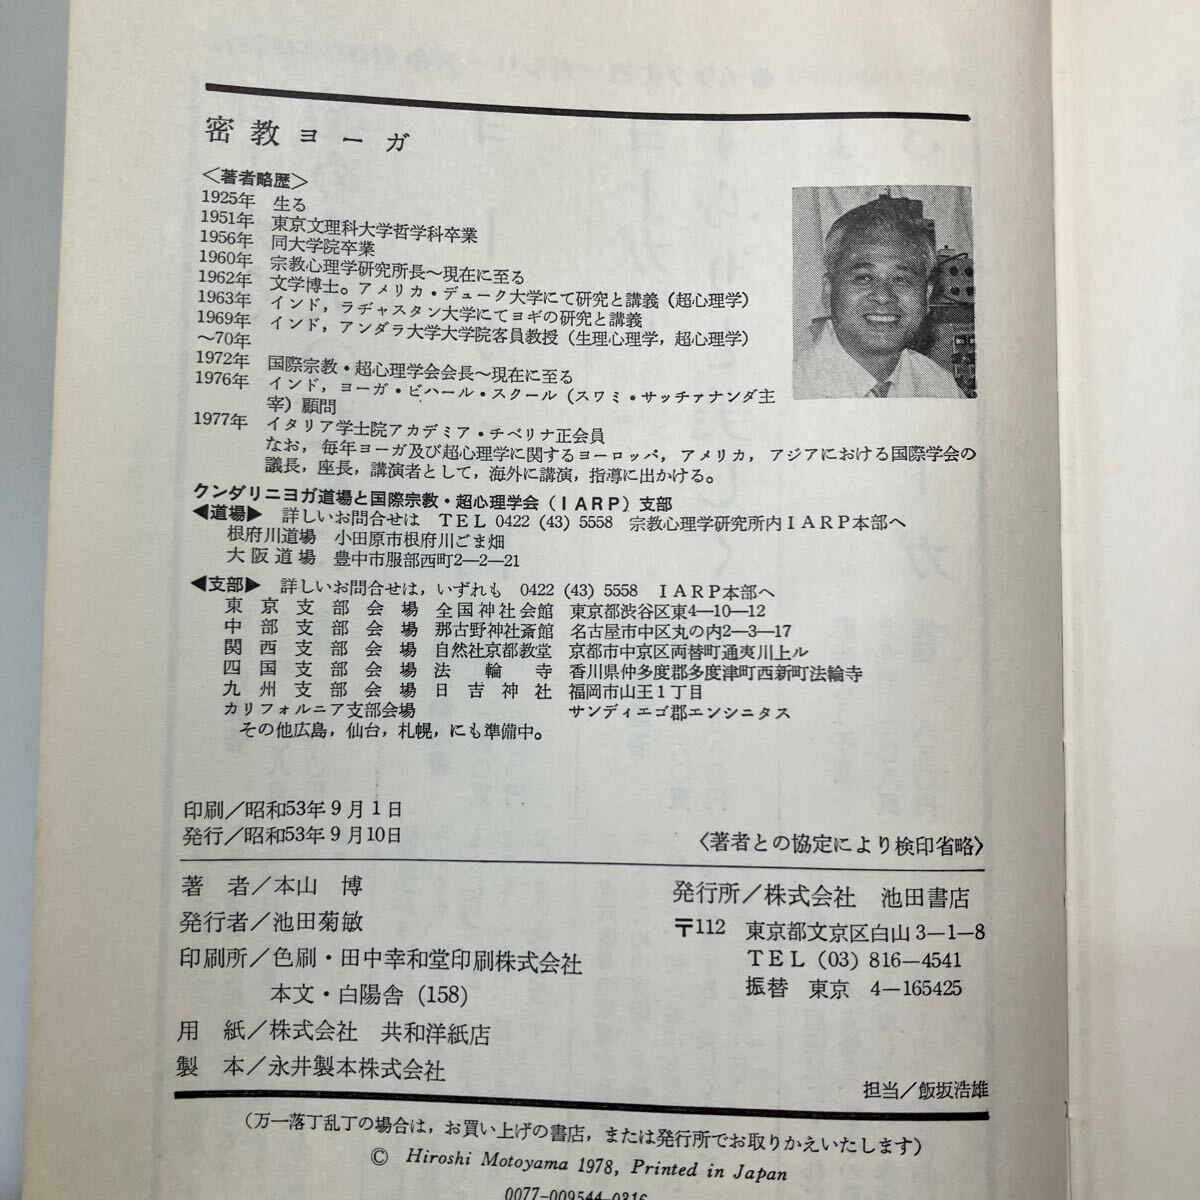 密教ヨーガ
〈著者略歴〉
1925年 生る
1951年 東京文理科大学哲学科卒業
1956年 同大学院卒業
1960年 宗教心理学研究所長～現在に至る
1962年 文学博士。アメリカ・デューク大学にて研究と講義（超心理学）
1963年 インド，ラヂャスタン大学にてヨギの研究と講義
1969年 インド，アンダラ大学大学院客員教授（生理心理学，超心理学）
～70年
1972年 国際宗教・超心理学会会長～現在に至る
1976年 インド，ヨーガ・ビハール・スクール（スワミ・サッチァナンダ主
宰）顧問
1977年 イタリア学士院アカデミア・チベリナ正会員
なお，毎年ヨーガ及び超心理学に関するヨーロッパ，アメリカ，アジアにおける国際学会の
議長，座長，講演者として，海外に講演，指導に出かける。
クンダリニヨガ道場と国際宗教・超心理学会（IARP）支部
◀道場▶ 詳しいお問合せは TEL 0422 (43) 5558 宗教心理学研究所内IARP本部へ
根府川道場 小田原市根府川ごま畑
大阪道場 豊中市服部西町2—2—21
◀支部▶ 詳しいお問合せは，いずれも 0422 (43) 5558 IARP本部へ
東京支部会場 全国神社会館 東京都渋谷区東4—10—12
中部支部会場 那古野神社斎館 名古屋市中区丸の内2—3—17
関西支部会場 自然社京都教堂 京都市中京区両替町通夷川上ル
四国支部会場 法輪寺 香川県仲多度郡多度津町西新町法輪寺
九州支部会場 日吉神社 福岡市山王1丁目
カリフォルニア支部会場 サンディエゴ郡エンシニタス
その他広島，仙台，札幌，にも準備中。
印刷／昭和53年9月1日
発行／昭和53年9月10日
〈著者との協定により検印省略〉
著者／本山 博
発行者／池田菊敏
印刷所／色刷・田中幸和堂印刷株式会社
本文・白陽舎 (158)
用紙／株式会社 共和洋紙店
製本／永井製本株式会社
発行所／株式会社 池田書店
〒112 東京都文京区白山3—1—8
TEL (03) 816—4541
振替 東京 4—165425
担当／飯坂浩雄
（万一落丁乱丁の場合は，お買い上げの書店，または発行所でお取りかえいたします）
© Hiroshi Motoyama 1978, Printed in Japan
0077-009544-0316